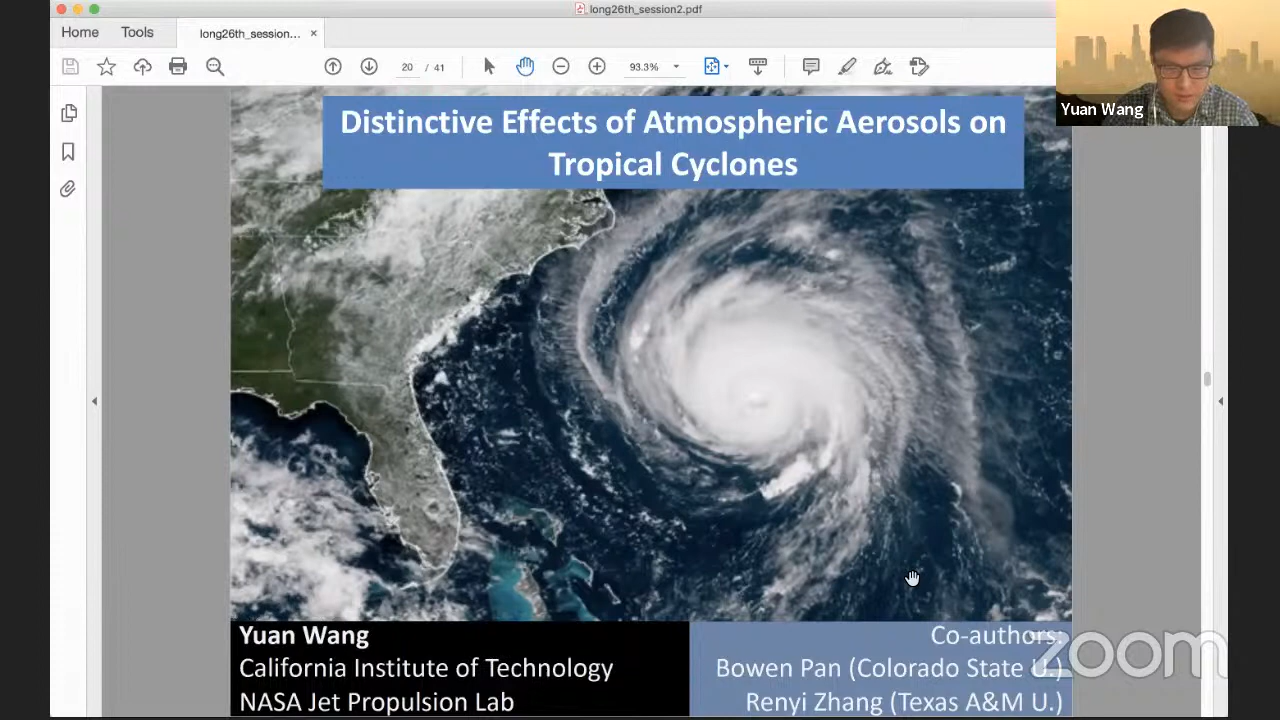 long26th_session2.pdf
Home
Tools
long26th_session...
×
20 / 41
93.3%
Yuan Wang
Distinctive Effects of Atmospheric Aerosols on
Tropical Cyclones
Yuan Wang
California Institute of Technology
NASA Jet Propulsion Lab
Co-authors:
Bowen Pan (Colorado State U.)
Renyi Zhang (Texas A&M U.)
zoom